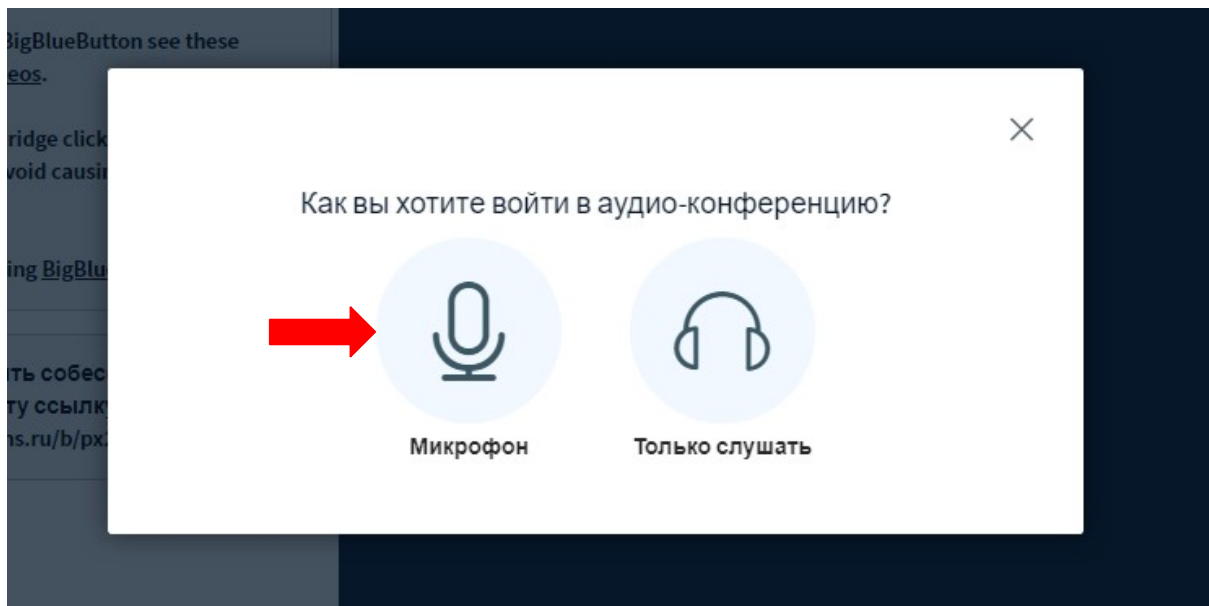 BigBlueButton see these
eos.
ridge click
void causin
Как вы хотите войти в аудио-конференцию?
ing BigBlu
ть собес
ту ссылк
ns.ru/b/px
Микрофон
Только слушать